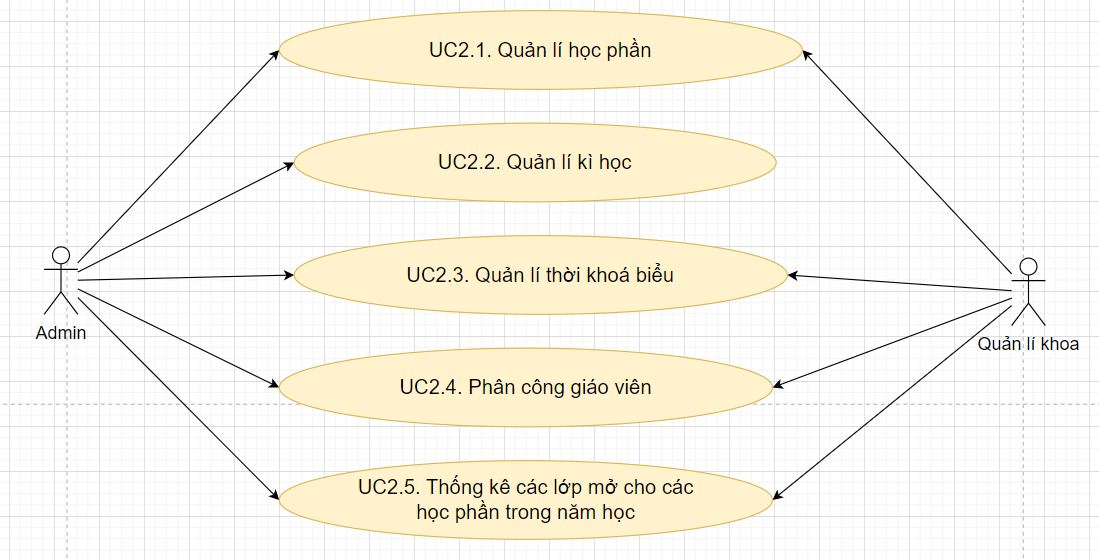 UC2.1. Quản lí học phần
UC2.2. Quản lí kì học
UC2.3. Quản lí thời khoá biểu
Admin
Quản lí khoa
UC2.4. Phân công giáo viên
UC2.5. Thống kê các lớp mở cho các
học phần trong năm học